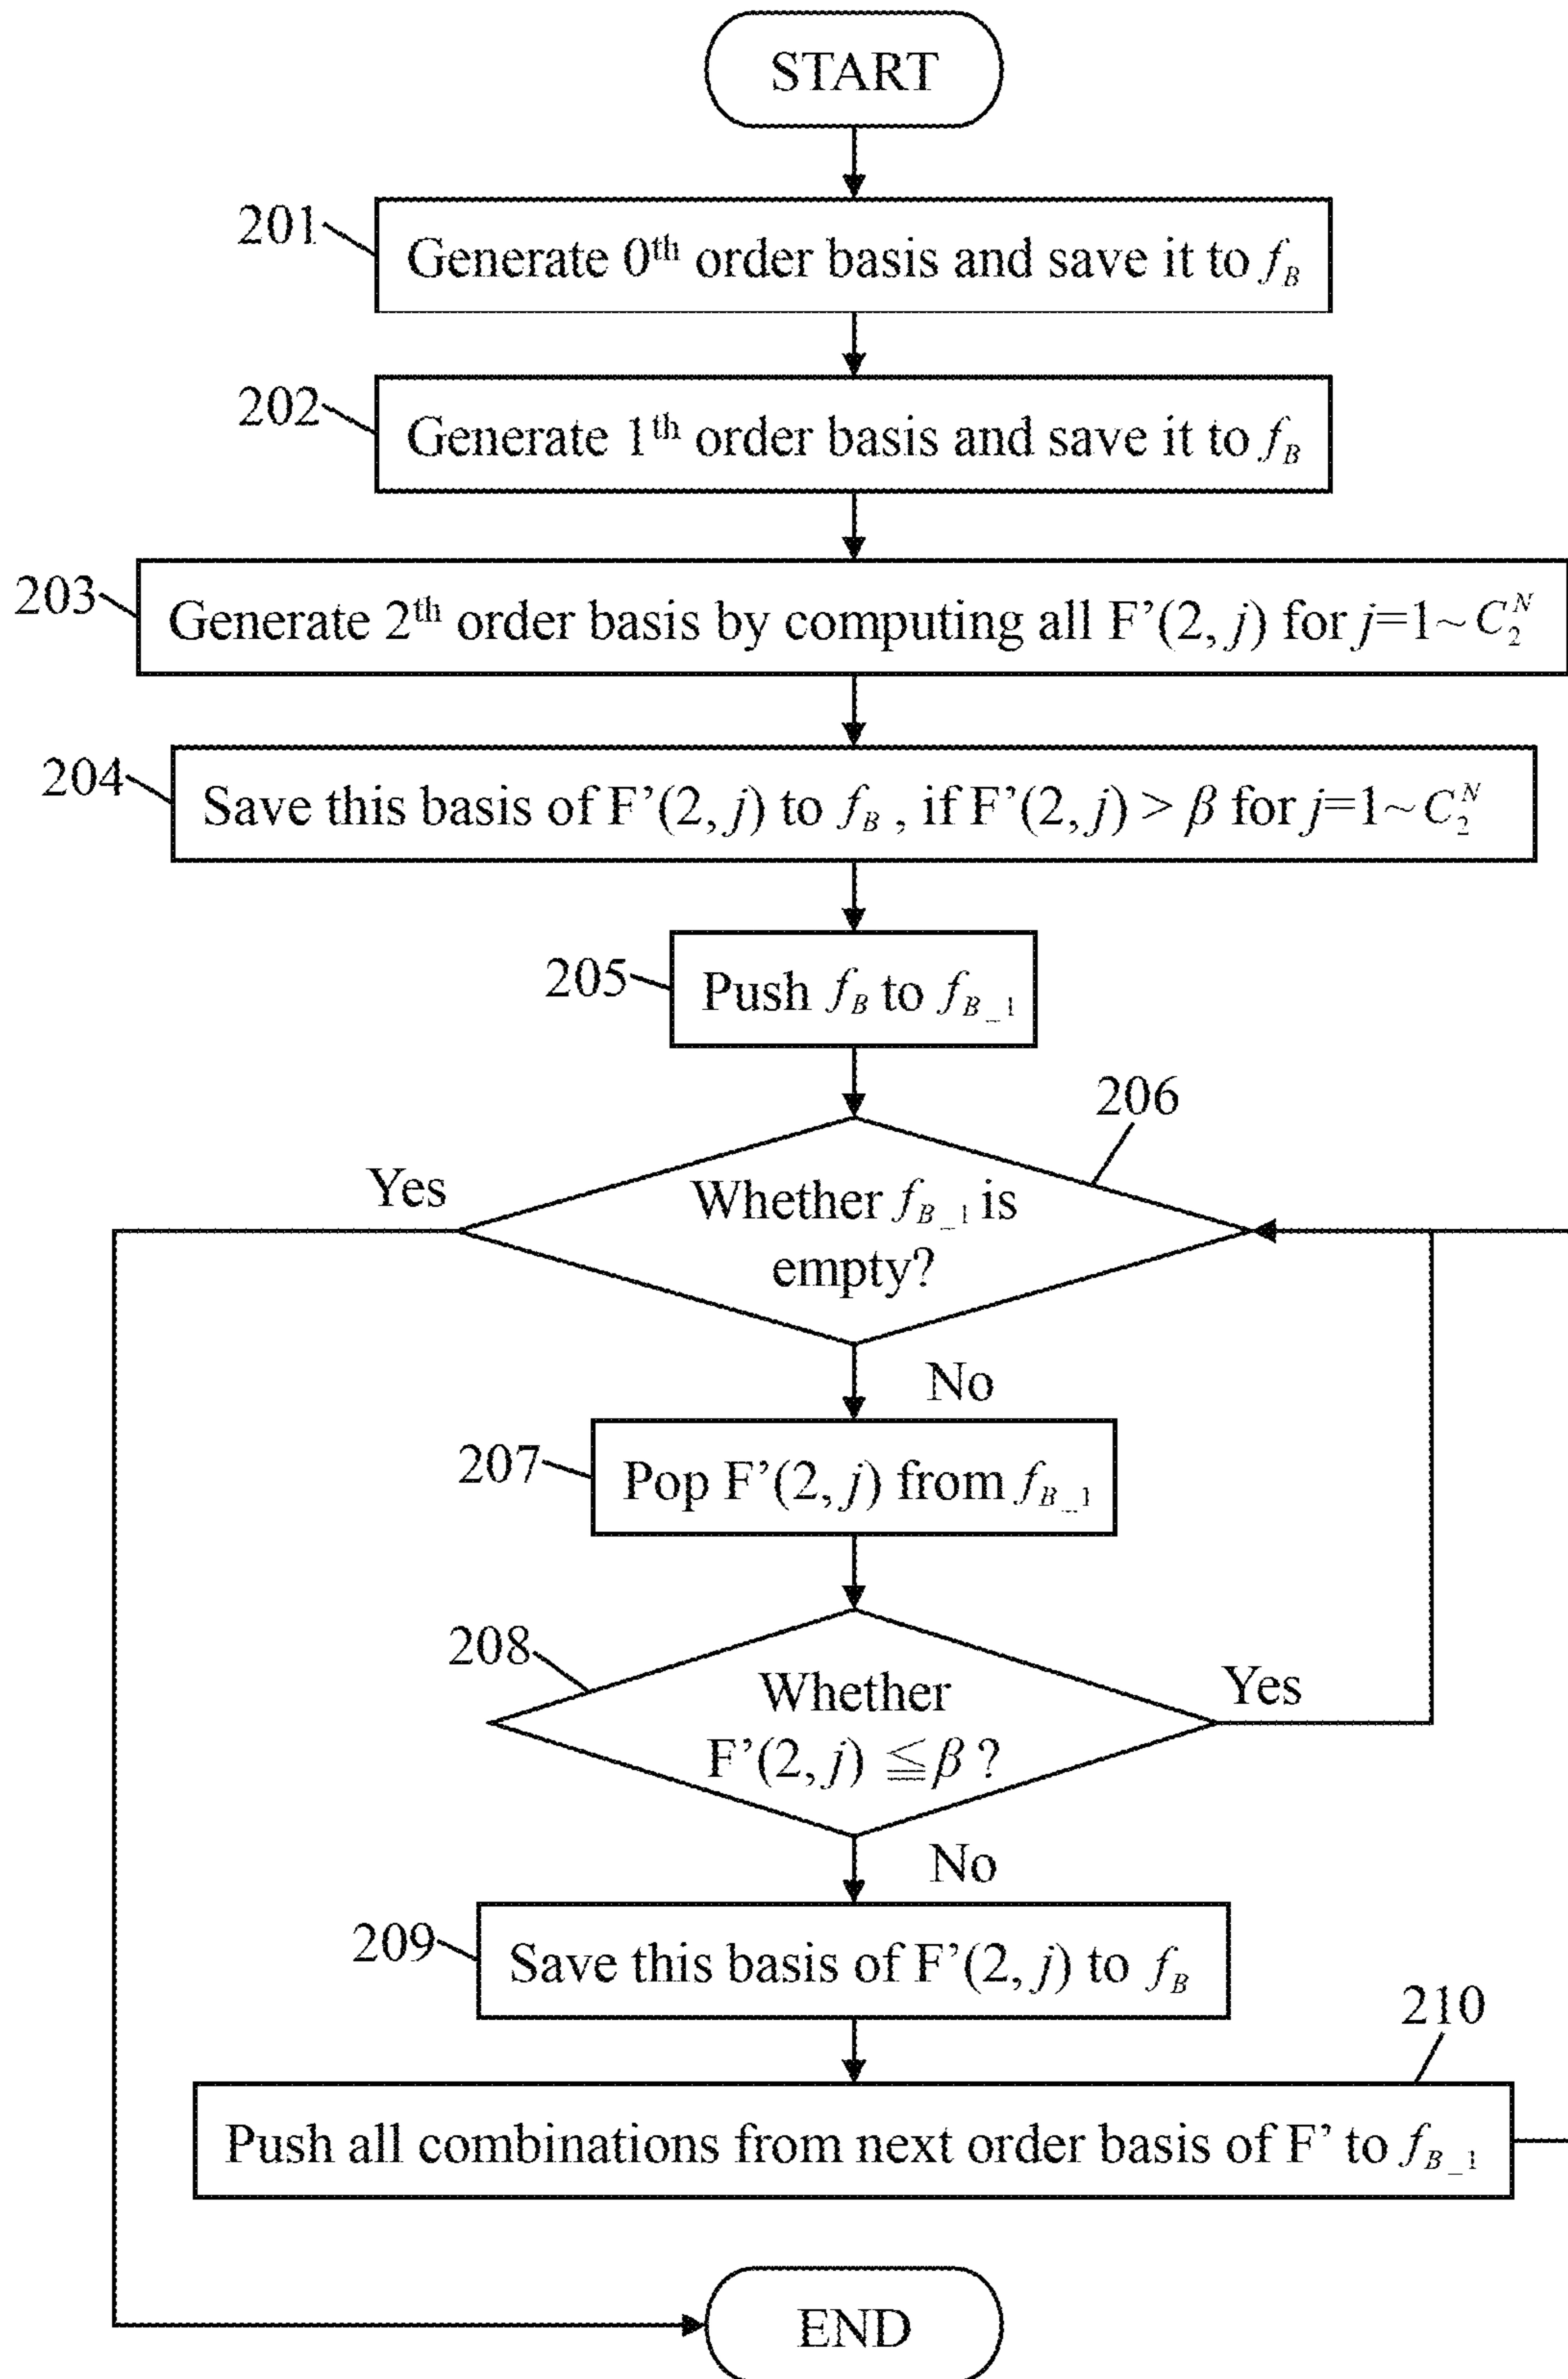 START
201
Generate 0th order basis and save it to f_B
202
Generate 1th order basis and save it to f_B
203
Generate 2th order basis by computing all F’(2, j) for j=1~ C_2^N
204
Save this basis of F’(2, j) to f_B , if F’(2, j) > β for j=1~ C_2^N
205
Push f_B to f_B_1
206
Yes
Whether f_B_1 is
empty?
No
207
Pop F’(2, j) from f_B_1
208
Whether
F’(2, j) ≦ β ?
Yes
No
209
Save this basis of F’(2, j) to f_B
210
Push all combinations from next order basis of F’ to f_B_1
END